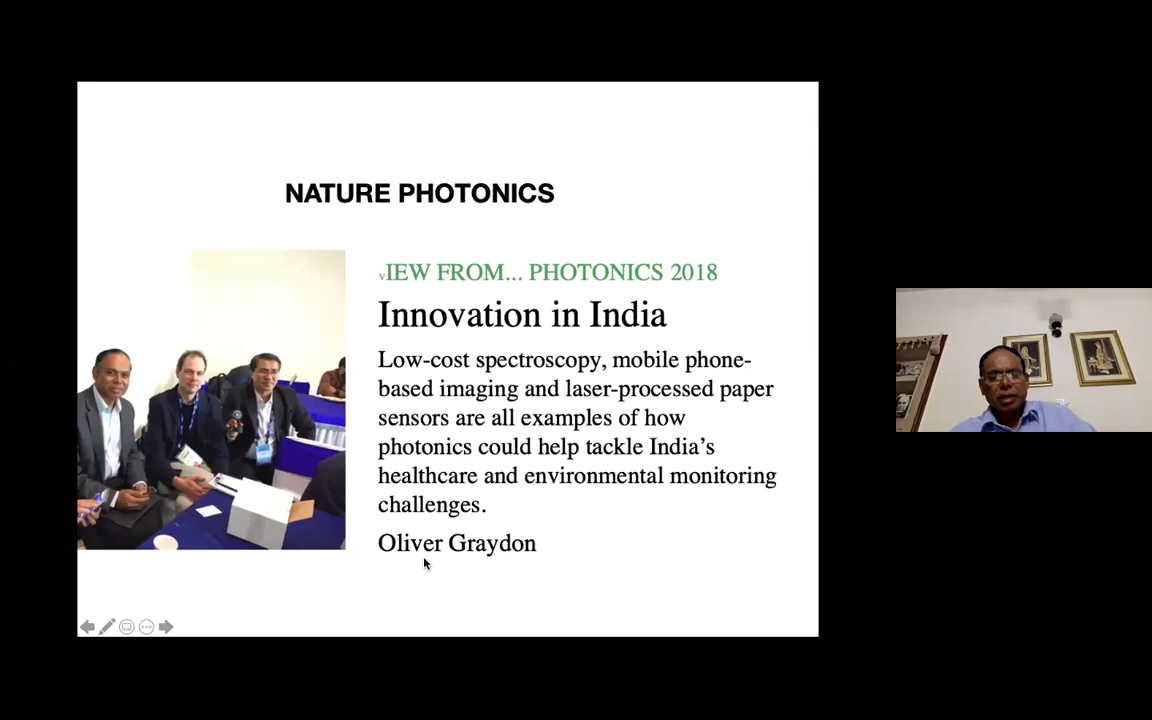 NATURE PHOTONICS
vIEW FROM... PHOTONICS 2018
Innovation in India
Low-cost spectroscopy, mobile phone-
based imaging and laser-processed paper
sensors are all examples of how
photonics could help tackle India's
healthcare and environmental monitoring
challenges.
Oliver Graydon